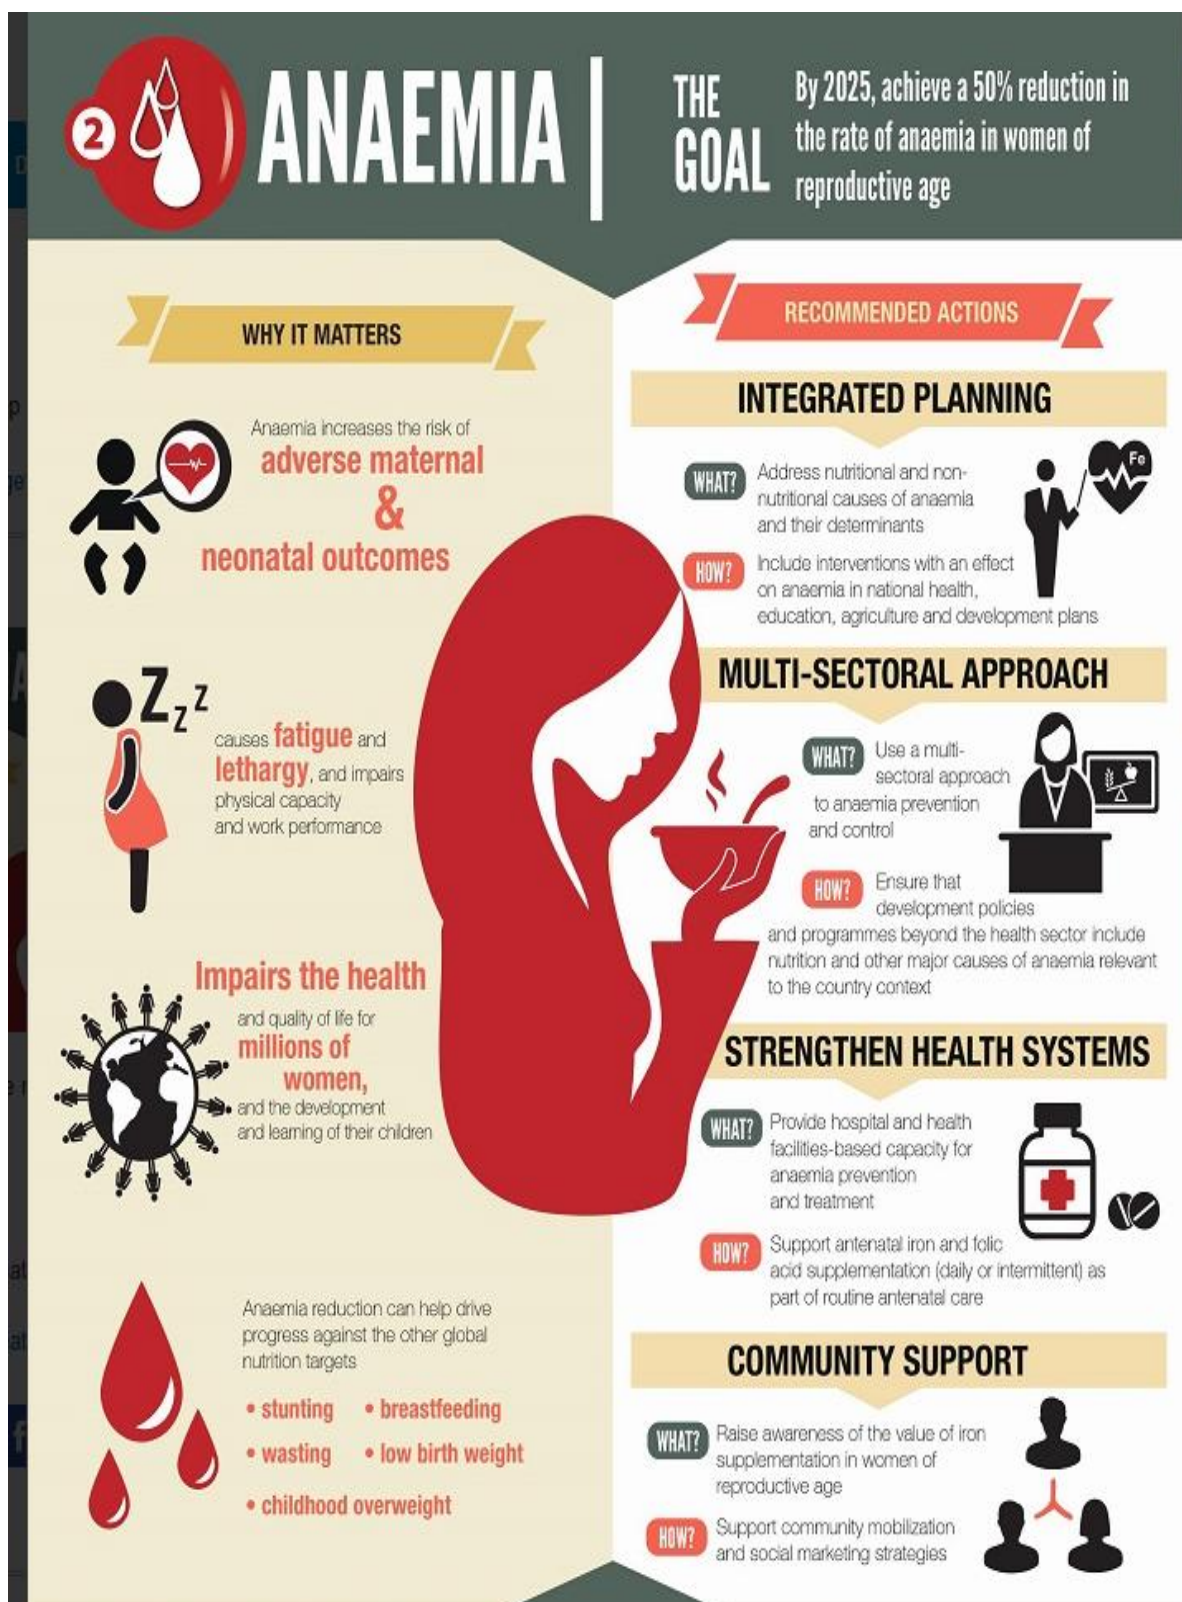 2
ANAEMIA
THE
GOAL
By 2025, achieve a 50% reduction in
the rate of anaemia in women of
reproductive age
WHY IT MATTERS
Anaemia increases the risk of
adverse maternal
&
neonatal outcomes
Z z z
causes fatigue and
lethargy, and impairs
physical capacity
and work performance
Impairs the health
and quality of life for
millions of
women,
and the development
and learning of their children
Anaemia reduction can help drive
progress against the other global
nutrition targets
• stunting • breastfeeding
• wasting • low birth weight
• childhood overweight
RECOMMENDED ACTIONS
INTEGRATED PLANNING
WHAT? Address nutritional and non-
nutritional causes of anaemia
and their determinants
Fe
HOW? Include interventions with an effect
on anaemia in national health,
education, agriculture and development plans
MULTI-SECTORAL APPROACH
WHAT? Use a multi-
sectoral approach
to anaemia prevention
and control
HOW? Ensure that
development policies
and programmes beyond the health sector include
nutrition and other major causes of anaemia relevant
to the country context
STRENGTHEN HEALTH SYSTEMS
WHAT? Provide hospital and health
facilities-based capacity for
anaemia prevention
and treatment
HOW? Support antenatal iron and folic
acid supplementation (daily or intermittent) as
part of routine antenatal care
COMMUNITY SUPPORT
WHAT? Raise awareness of the value of iron
supplementation in women of
reproductive age
HOW? Support community mobilization
and social marketing strategies